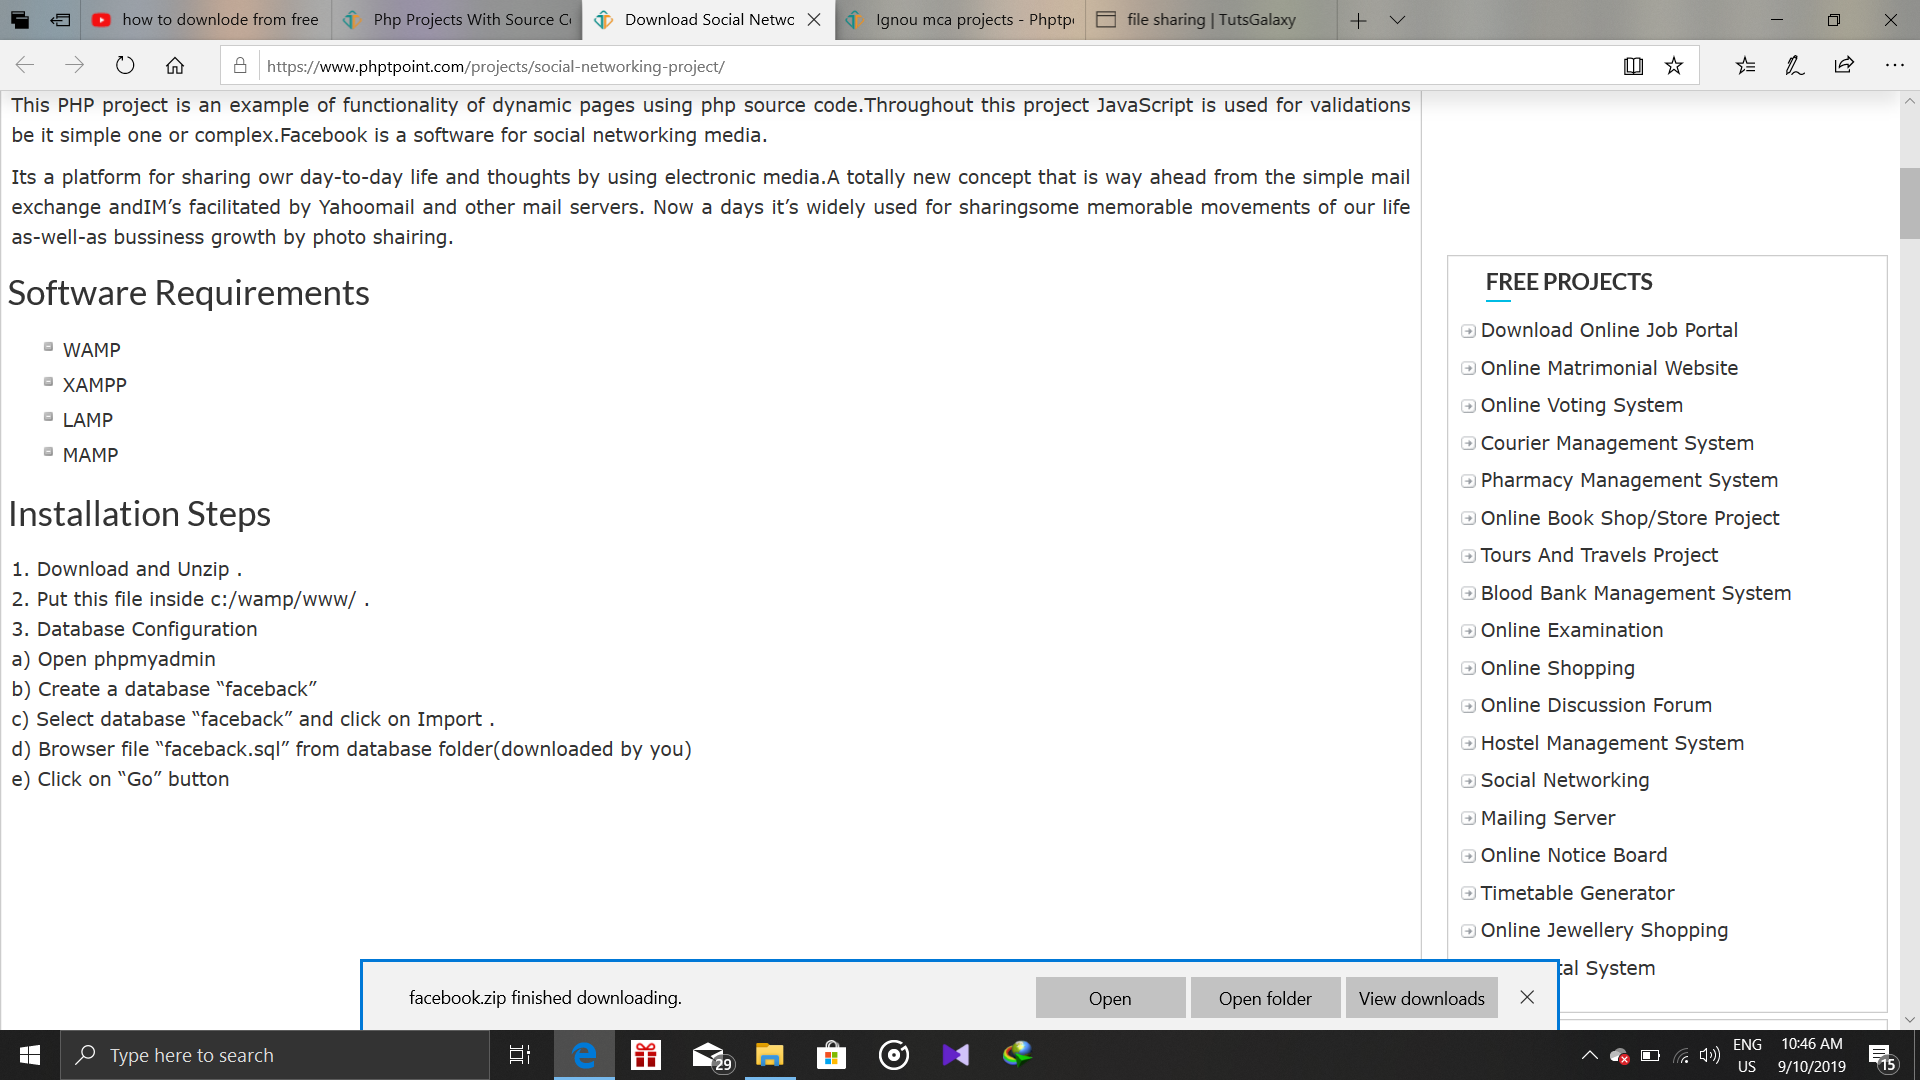 how to downlode from free
Php Projects With Source Co
Download Social Netwo
Ignou mca projects - Phptpo
file sharing | TutsGalaxy
https://www.phptpoint.com/projects/social-networking-project/
This PHP project is an example of functionality of dynamic pages using php source code.Throughout this project JavaScript is used for validations
be it simple one or complex.Facebook is a software for social networking media.
Its a platform for sharing owr day-to-day life and thoughts by using electronic media.A totally new concept that is way ahead from the simple mail
exchange andIM’s facilitated by Yahoomail and other mail servers. Now a days it’s widely used for sharingsome memorable movements of our life
as-well-as bussiness growth by photo shairing.
Software Requirements
WAMP
XAMPP
LAMP
MAMP
Installation Steps
1. Download and Unzip .
2. Put this file inside c:/wamp/www/ .
3. Database Configuration
a) Open phpmyadmin
b) Create a database “faceback”
c) Select database “faceback” and click on Import .
d) Browser file “faceback.sql” from database folder(downloaded by you)
e) Click on “Go” button
FREE PROJECTS
Download Online Job Portal
Online Matrimonial Website
Online Voting System
Courier Management System
Pharmacy Management System
Online Book Shop/Store Project
Tours And Travels Project
Blood Bank Management System
Online Examination
Online Shopping
Online Discussion Forum
Hostel Management System
Social Networking
Mailing Server
Online Notice Board
Timetable Generator
Online Jewellery Shopping
tal System
facebook.zip finished downloading.
Open
Open folder
View downloads
Type here to search
29
ENG
US
10:46 AM
9/10/2019
15